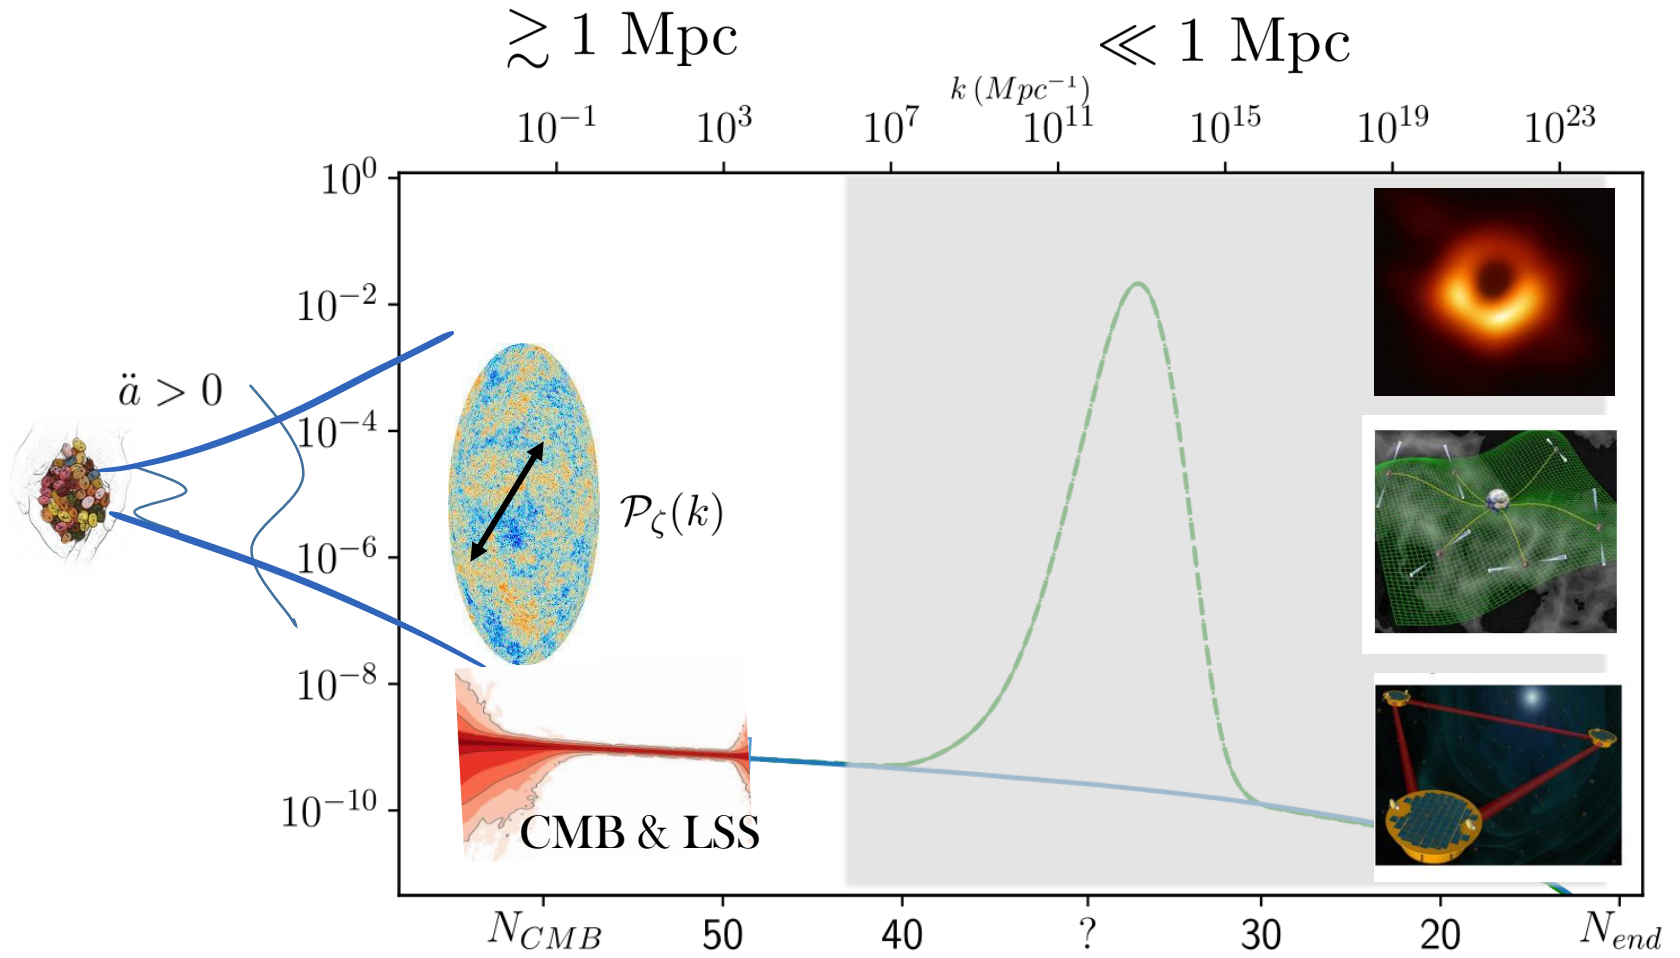 ≳ 1 Mpc
≪ 1 Mpc
k (Mpc⁻¹)
10⁻¹ 10³ 10⁷ 10¹¹ 10¹⁵ 10¹⁹ 10²³
10⁰
10⁻²
ä > 0
10⁻⁴
𝒫ζ(k)
10⁻⁶
10⁻⁸
10⁻¹⁰
CMB & LSS
N_CMB 50 40 ? 30 20 N_end